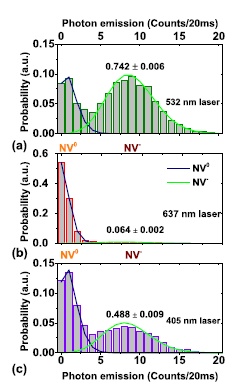 Photon emission (Counts/20ms)
0 5 10 15 20
0.15
0.10
0.05
0.00
Probability (a.u.)
0.742 ± 0.006
532 nm laser
(a)
NV⁰ NV⁻
0.6
0.4
0.2
0.0
Probability (a.u.)
NV⁰
NV⁻
637 nm laser
0.064 ± 0.002
(b)
NV⁰ NV⁻
0.15
0.10
0.05
0.00
Probability (a.u.)
0.488 ± 0.009
405 nm laser
(c)
0 5 10 15 20
Photon emission (Counts/20ms)